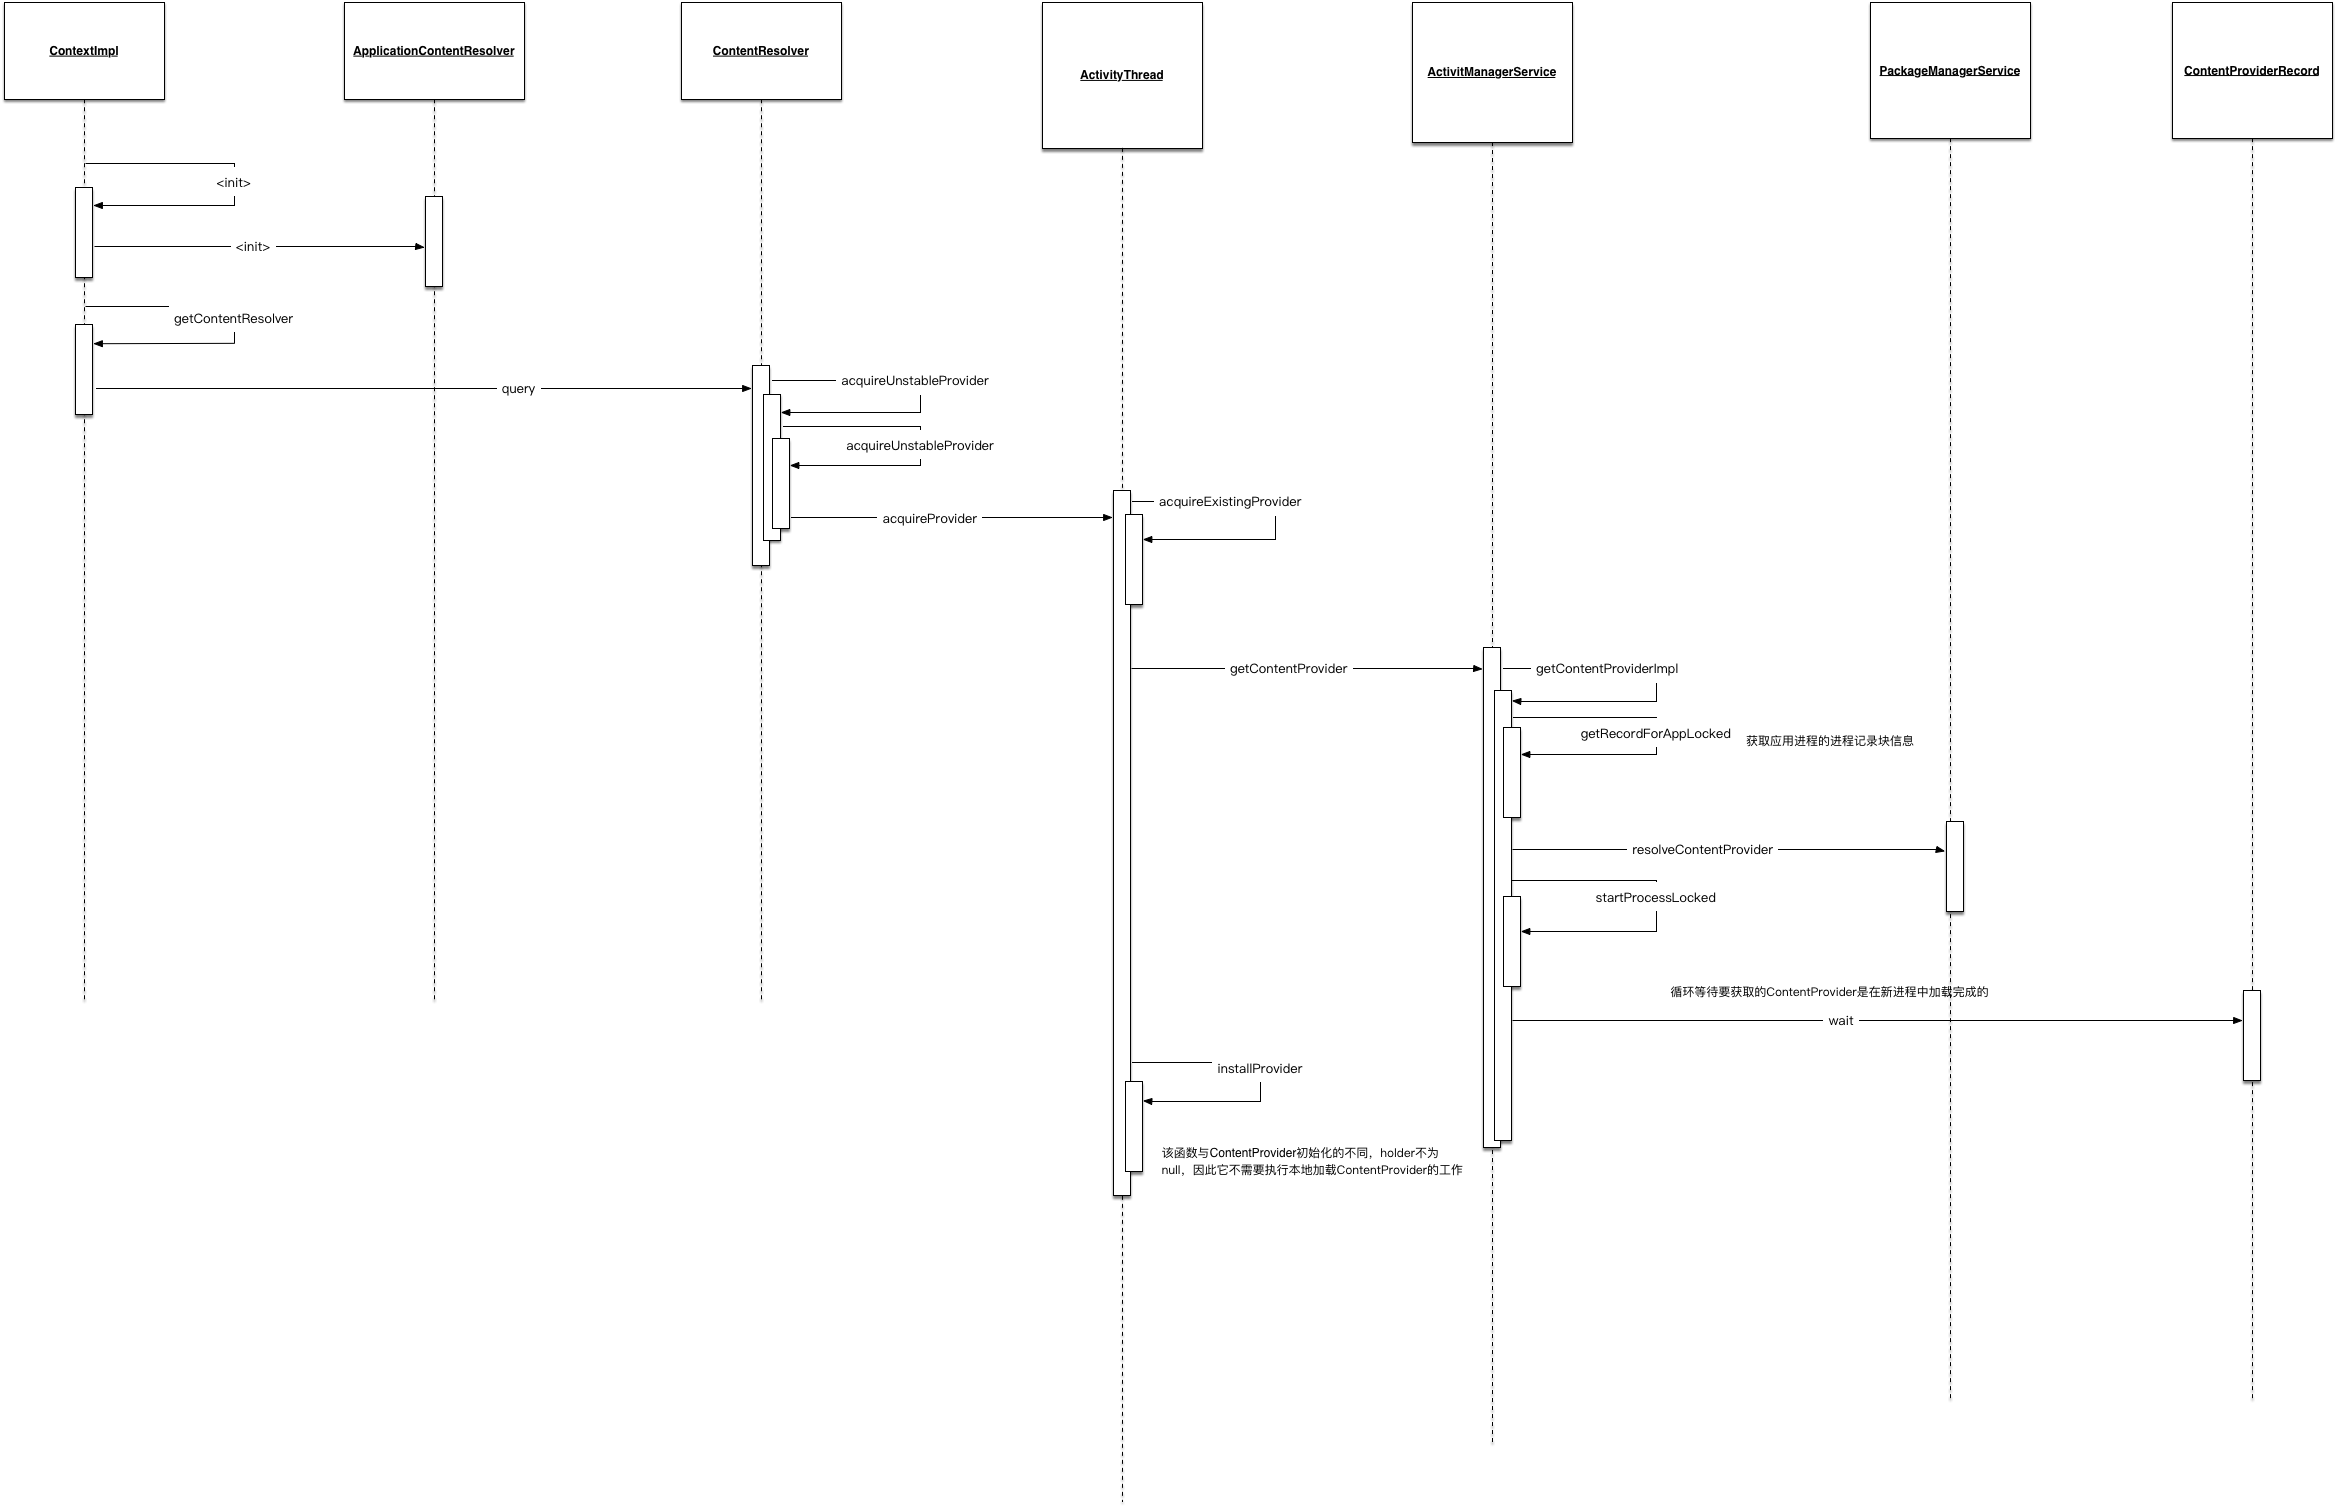 ContextImpl
ApplicationContentResolver
ContentResolver
ActivityThread
ActivitManagerService
PackageManagerService
ContentProviderRecord
<init>
<init>
getContentResolver
query
acquireUnstableProvider
acquireUnstableProvider
acquireProvider
acquireExistingProvider
getContentProvider
getContentProviderImpl
getRecordForAppLocked
获取应用进程的进程记录块信息
resolveContentProvider
startProcessLocked
循环等待要获取的ContentProvider是在新进程中加载完成的
wait
installProvider
该函数与ContentProvider初始化的不同，holder不为
null，因此它不需要执行本地加载ContentProvider的工作